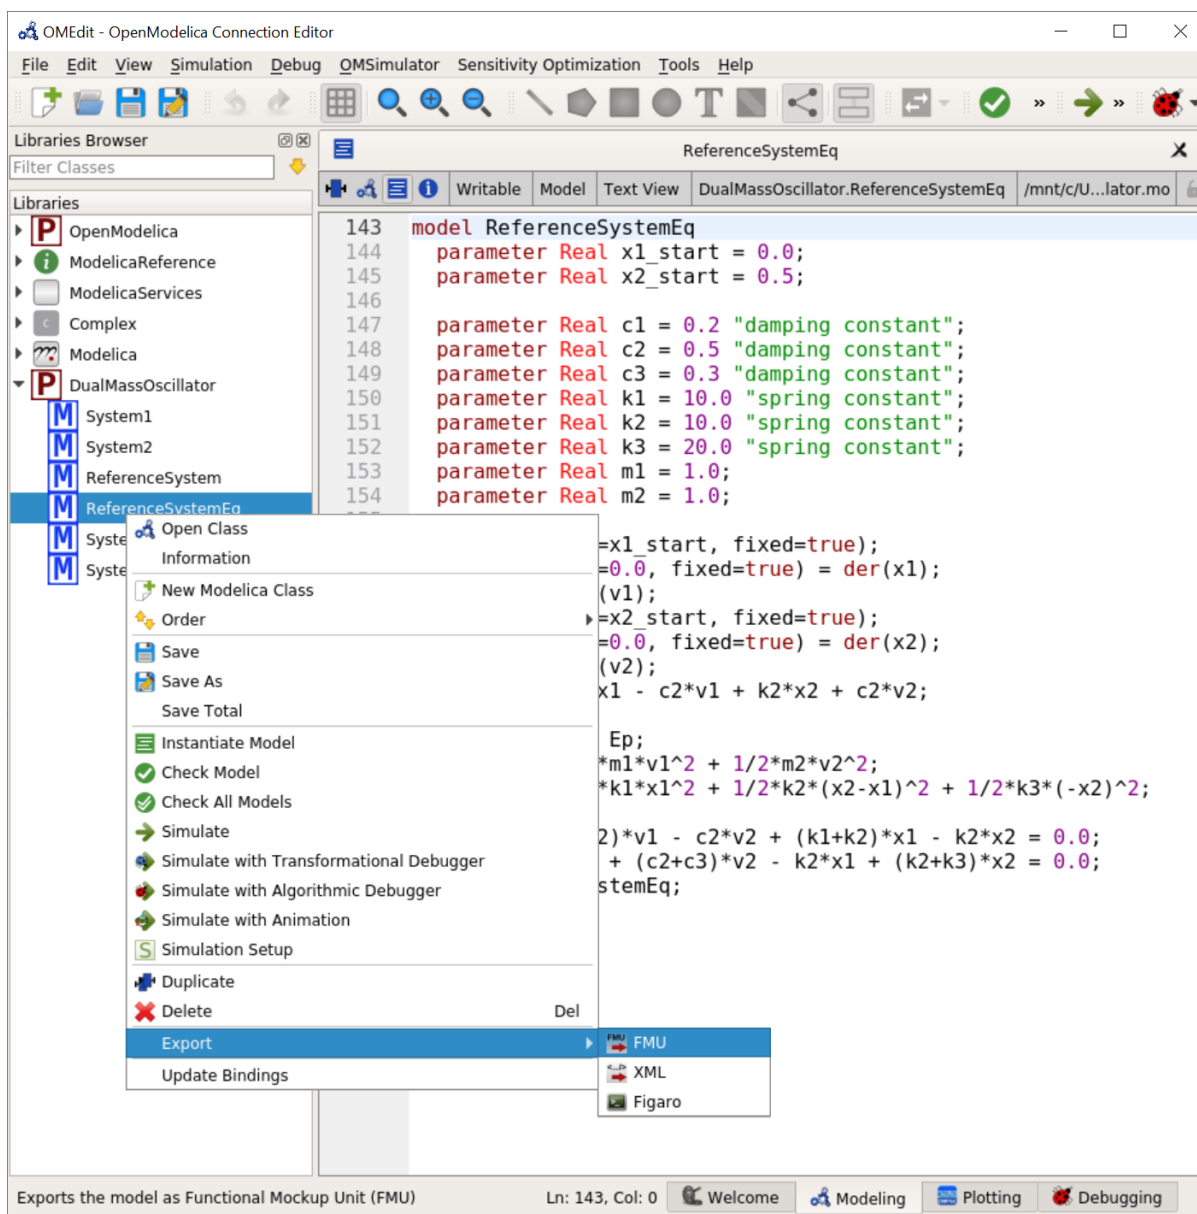 OMEdit - OpenModelica Connection Editor
File Edit View Simulation Debug OMSimulator Sensitivity Optimization Tools Help
Libraries Browser
Filter Classes
Libraries
P OpenModelica
i ModelicaReference
ModelicaServices
C Complex
Modelica
P DualMassOscillator
M System1
M System2
M ReferenceSystem
M ReferenceSystemEq
M Syste
M Syste
ReferenceSystemEq
Writable Model Text View DualMassOscillator.ReferenceSystemEq /mnt/c/U...lator.mo
143 model ReferenceSystemEq
144 parameter Real x1_start = 0.0;
145 parameter Real x2_start = 0.5;
146
147 parameter Real c1 = 0.2 "damping constant";
148 parameter Real c2 = 0.5 "damping constant";
149 parameter Real c3 = 0.3 "damping constant";
150 parameter Real k1 = 10.0 "spring constant";
151 parameter Real k2 = 10.0 "spring constant";
152 parameter Real k3 = 20.0 "spring constant";
153 parameter Real m1 = 1.0;
154 parameter Real m2 = 1.0;
=x1_start, fixed=true);
=0.0, fixed=true) = der(x1);
(v1);
=x2_start, fixed=true);
=0.0, fixed=true) = der(x2);
(v2);
x1 - c2*v1 + k2*x2 + c2*v2;
Ep;
*m1*v1^2 + 1/2*m2*v2^2;
*k1*x1^2 + 1/2*k2*(x2-x1)^2 + 1/2*k3*(-x2)^2;
2)*v1 - c2*v2 + (k1+k2)*x1 - k2*x2 = 0.0;
+ (c2+c3)*v2 - k2*x1 + (k2+k3)*x2 = 0.0;
stemEq;
Open Class
Information
New Modelica Class
Order
Save
Save As
Save Total
Instantiate Model
Check Model
Check All Models
Simulate
Simulate with Transformational Debugger
Simulate with Algorithmic Debugger
Simulate with Animation
S Simulation Setup
Duplicate
Delete Del
Export
Update Bindings
FMU FMU
XML
Figaro
Exports the model as Functional Mockup Unit (FMU)
Ln: 143, Col: 0 Welcome Modeling Plotting Debugging